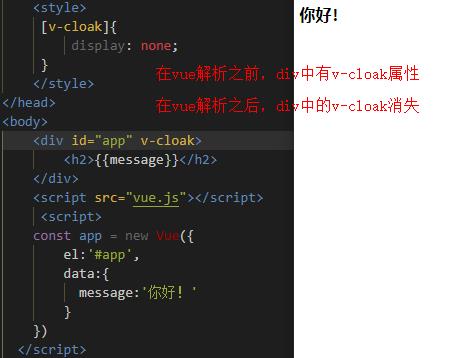 <style>
[v-cloak]{
display: none;
}
</style>
</head>
<body>
<div id="app" v-cloak>
<h2>{{message}}</h2>
</div>
<script src="vue.js"></script>
<script>
const app = new Vue({
el:'#app',
data:{
message:'你好! '
}
})
</script>
你好!
在vue解析之前，div中有v-cloak属性
在vue解析之后，div中的v-cloak消失